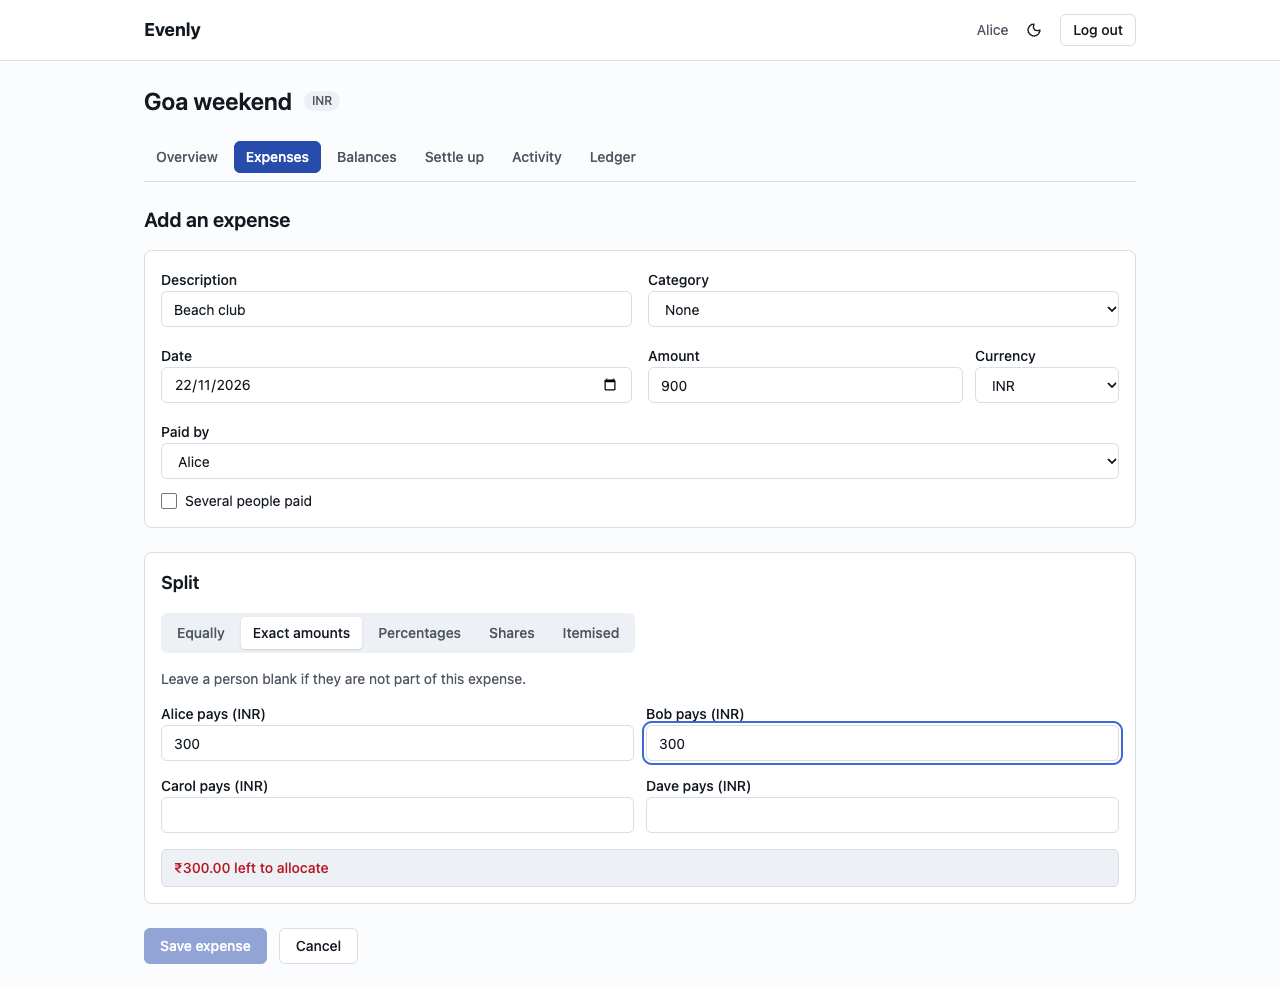 Evenly
Alice
Log out
Goa weekend
INR
Overview
Expenses
Balances
Settle up
Activity
Ledger
Add an expense
Description
Category
Beach club
None
Date
Amount
Currency
22/11/2026
900
INR
Paid by
Alice
Several people paid
Split
Equally
Exact amounts
Percentages
Shares
Itemised
Leave a person blank if they are not part of this expense.
Alice pays (INR)
Bob pays (INR)
300
300
Carol pays (INR)
Dave pays (INR)
₹300.00 left to allocate
Save expense
Cancel